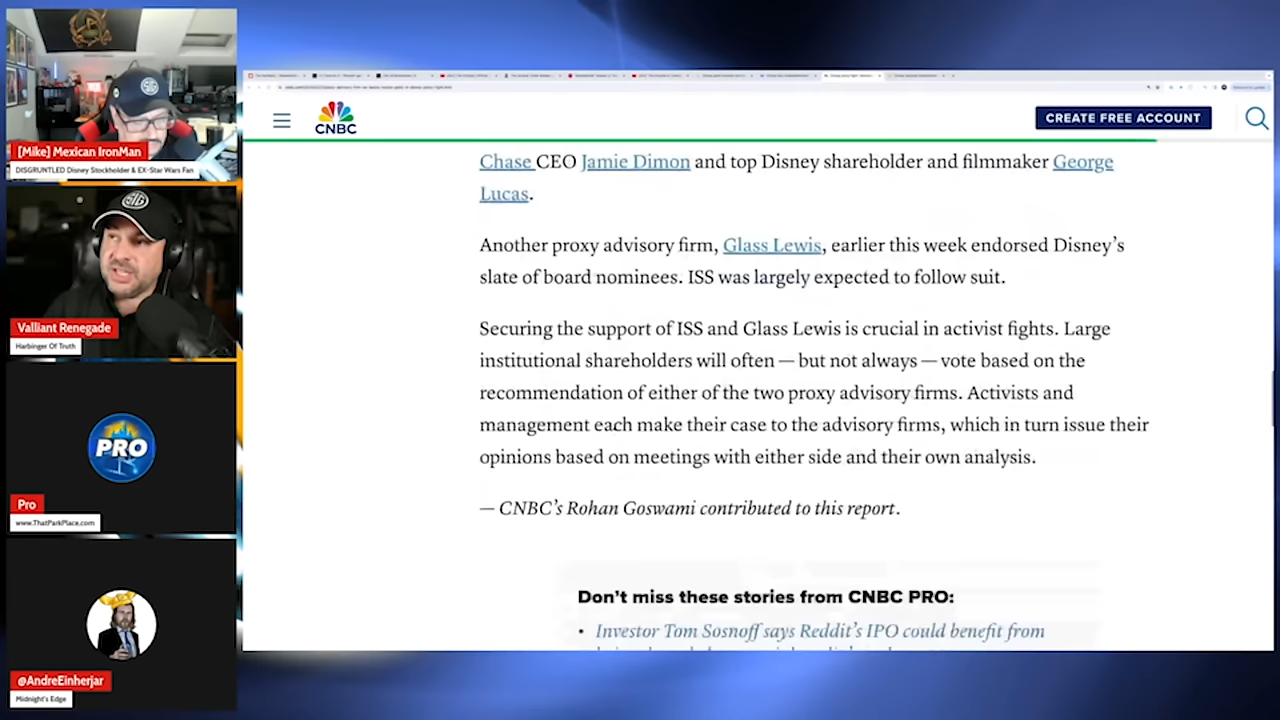 [Mike] Mexican IronMan
DISGRUNTLED Disney Stockholder & EX-Star Wars Fan
Valliant Renegade
Harbinger Of Truth
PRO
Pro
www.ThatParkPlace.com
@AndreEinherjar
Midnight's Edge
CNBC
CREATE FREE ACCOUNT
Chase CEO Jamie Dimon and top Disney shareholder and filmmaker George
Lucas.
Another proxy advisory firm, Glass Lewis, earlier this week endorsed Disney’s
slate of board nominees. ISS was largely expected to follow suit.
Securing the support of ISS and Glass Lewis is crucial in activist fights. Large
institutional shareholders will often — but not always — vote based on the
recommendation of either of the two proxy advisory firms. Activists and
management each make their case to the advisory firms, which in turn issue their
opinions based on meetings with either side and their own analysis.
— CNBC’s Rohan Goswami contributed to this report.
Don’t miss these stories from CNBC PRO:
• Investor Tom Sosnoff says Reddit’s IPO could benefit from